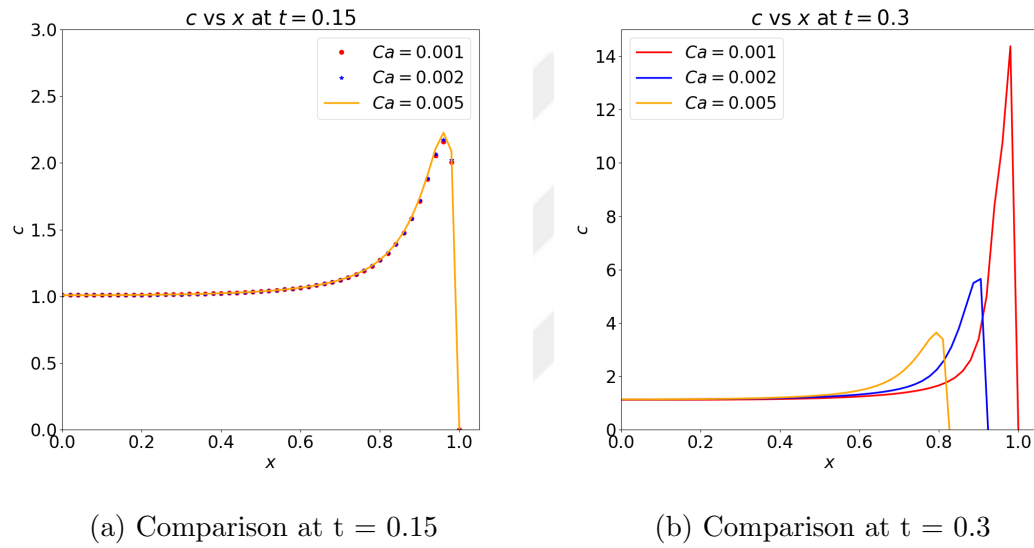 c vs x at t = 0.15
3.0
2.5
2.0
1.5
1.0
0.5
0.0
c
Ca = 0.001
Ca = 0.002
Ca = 0.005
0.0 0.2 0.4 0.6 0.8 1.0
x
(a) Comparison at t = 0.15
c vs x at t = 0.3
14
12
10
8
6
4
2
0
c
Ca = 0.001
Ca = 0.002
Ca = 0.005
0.0 0.2 0.4 0.6 0.8 1.0
x
(b) Comparison at t = 0.3